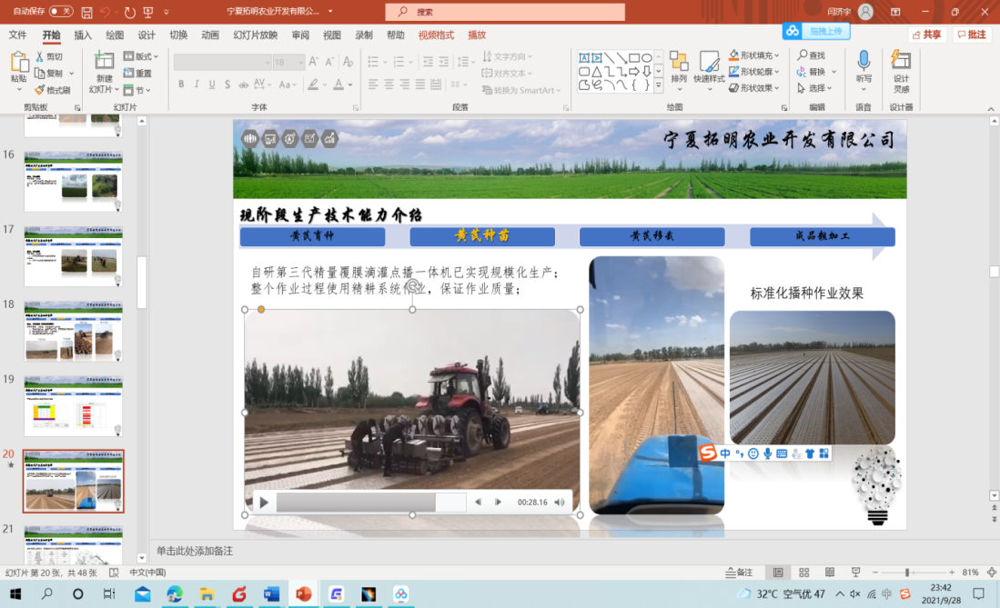 自动保存 关
宁夏拓明农业开发有限公...
搜索
闫济宇
拖拽上传
文件 开始 插入 绘图 设计 切换 动画 幻灯片放映 审阅 视图 录制 帮助 视频格式 播放
共享 批注
粘贴 剪切 复制 格式刷
新建幻灯片 版式 重置 节
18
B I U S ab AV Aa A
文字方向 对齐文本 转换为 SmartArt
排列 快速样式 形状填充 形状轮廓 形状效果
查找 替换 选择
听写
设计灵感
剪贴板 幻灯片 字体 段落 绘图 编辑 语音 设计器
16
17
18
19
20
21
宁夏拓明农业开发有限公司
现阶段生产技术能力介绍
黄芪育种 黄芪种苗 黄芪移栽 成品粗加工
自研第三代精量覆膜滴灌点播一体机已实现规模化生产;
整个作业过程使用精耕系统作业,保证作业质量;
标准化播种作业效果
00:28.16
中
单击此处添加备注
幻灯片 第 20 张,共 48 张 中文(中国) 备注 81%
32°C 空气优 47 中 23:42
2021/9/28